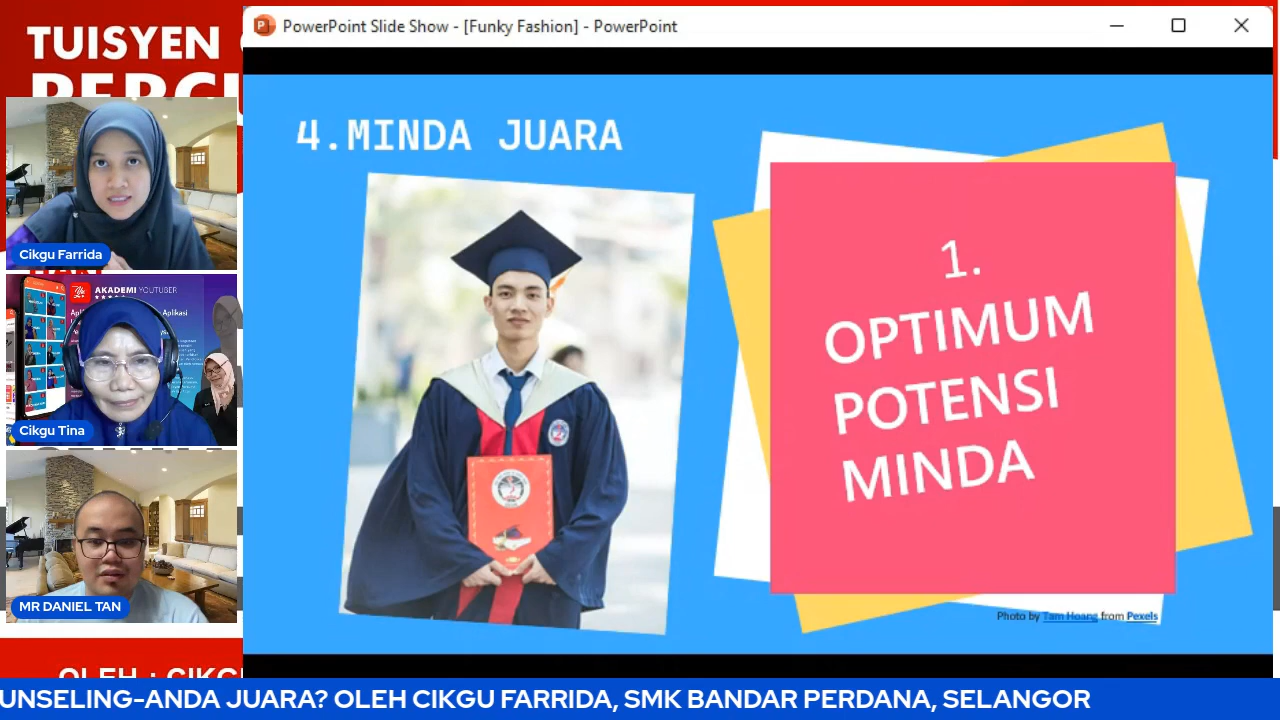 TUISYEN
PowerPoint Slide Show - [Funky Fashion] - PowerPoint
4.MINDA JUARA
1.
OPTIMUM
POTENSI
MINDA
Photo by Tam Hoang from Pexels
Cikgu Farrida
AKADEMI YOUTUBER
Aplikasi
Cikgu Tina
MR DANIEL TAN
OLEH : CIKG
UNSELING-ANDA JUARA? OLEH CIKGU FARRIDA, SMK BANDAR PERDANA, SELANGOR